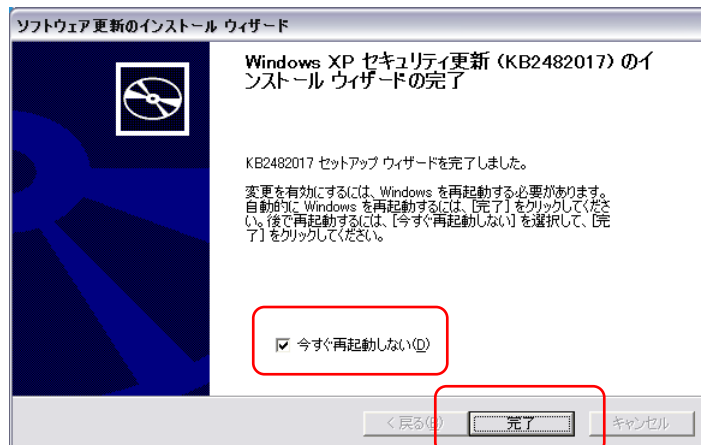 ソフトウェア更新のインストール ウィザード
Windows XP セキュリティ更新 (KB2482017) のイ
ンストール ウィザードの完了
KB2482017 セットアップ ウィザードを完了しました。
変更を有効にするには、Windows を再起動する必要があります。
自動的に Windows を再起動するには、[完了] をクリックしてくださ
い。後で再起動するには、[今すぐ再起動しない] を選択して、[完
了] をクリックしてください。
今すぐ再起動しない(D)
< 戻る(B) 完了 キャンセル